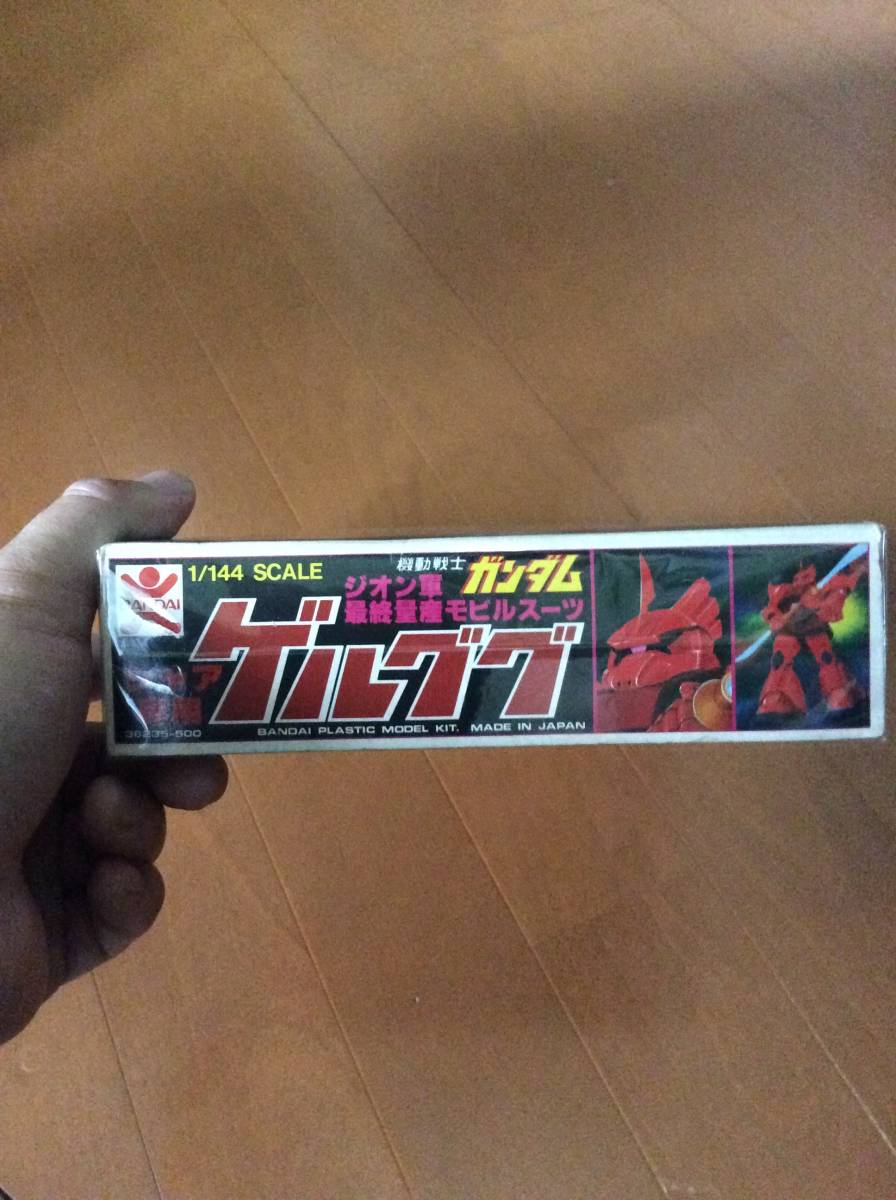 BANDAI
1/144 SCALE
機動戦士 ガンダム
ジオン軍
最終量産モビルスーツ
ゲルググ
36235-500
BANDAI PLASTIC MODEL KIT. MADE IN JAPAN